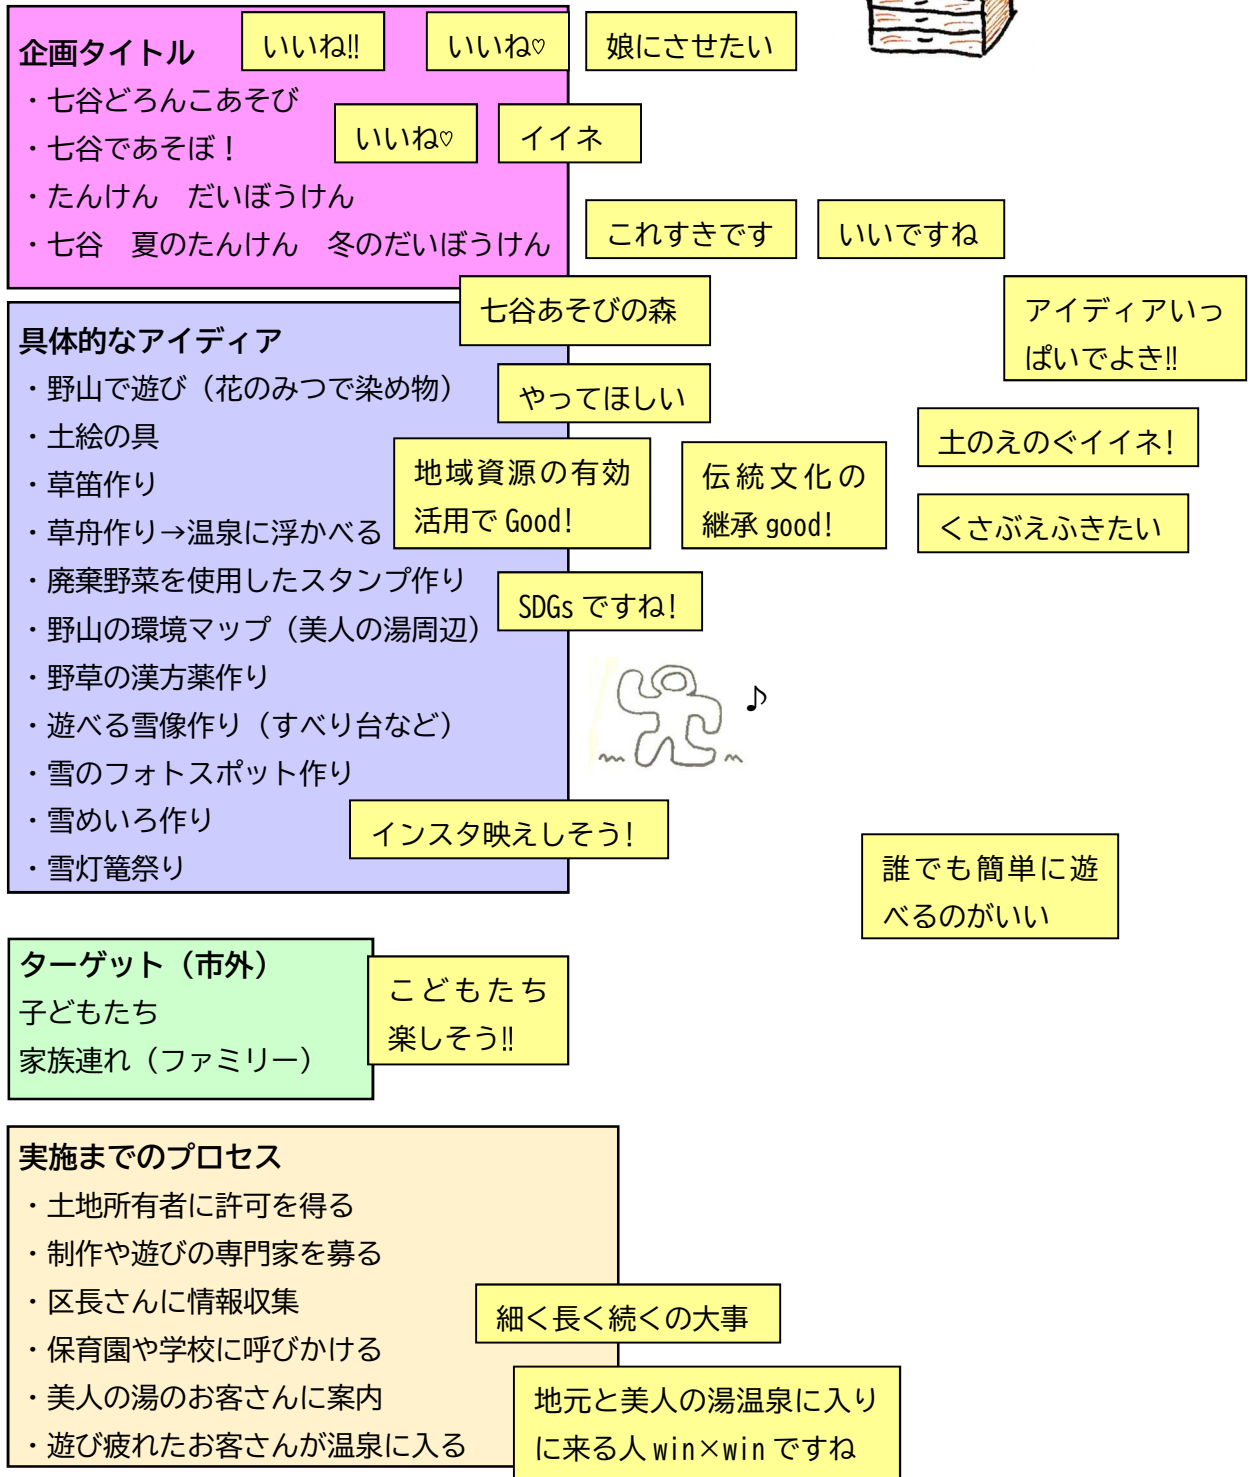 企画タイトル
いいね!!
いいね♡
娘にさせたい
・七谷どろんこあそび
・七谷であそぼ！
いいね♡
イイネ
・たんけん　だいぼうけん
・七谷　夏のたんけん　冬のだいぼうけん
これすきです
いいですね
七谷あそびの森
アイディアいっ
ぱいでよき!!
具体的なアイディア
・野山で遊び（花のみつで染め物）
やってほしい
・土絵の具
土のえのぐイイネ!
・草笛作り
地域資源の有効
活用で Good!
伝統文化の
継承 good!
くさぶえふきたい
・草舟作り→温泉に浮かべる
・廃棄野菜を使用したスタンプ作り
SDGs ですね!
・野山の環境マップ（美人の湯周辺）
・野草の漢方薬作り
♪
・遊べる雪像作り（すべり台など）
・雪のフォトスポット作り
・雪めいろ作り
インスタ映えしそう!
・雪灯篭祭り
誰でも簡単に遊
べるのがいい
ターゲット（市外）
子どもたち
家族連れ（ファミリー）
こどもたち
楽しそう!!
実施までのプロセス
・土地所有者に許可を得る
・制作や遊びの専門家を募る
・区長さんに情報収集
細く長く続くの大事
・保育園や学校に呼びかける
・美人の湯のお客さんに案内
・遊び疲れたお客さんが温泉に入る
地元と美人の湯温泉に入り
に来る人 win×win ですね